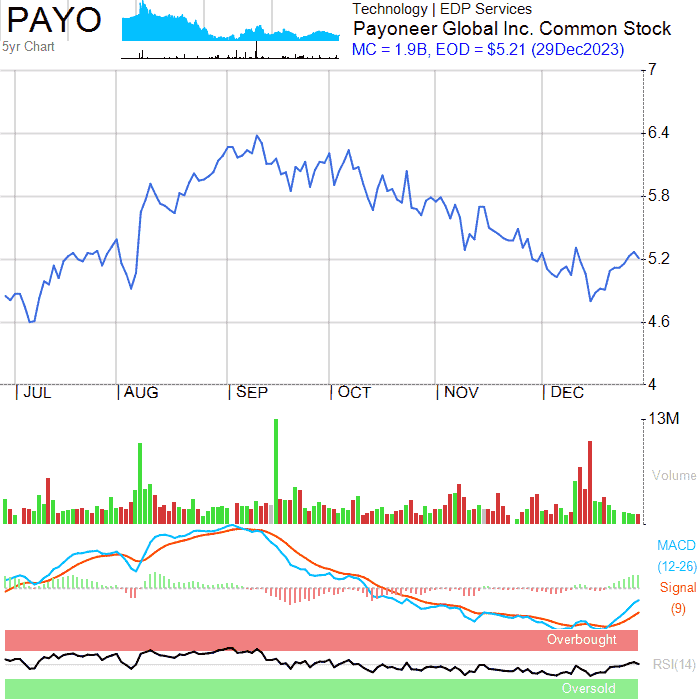 PAYO
5yr Chart
Technology | EDP Services
Payoneer Global Inc. Common Stock
MC = 1.9B, EOD = $5.21 (29Dec2023)
7
6.4
5.8
5.2
4.6
4
JUL AUG SEP OCT NOV DEC
13M
Volume
MACD
(12-26)
Signal
(9)
Overbought
RSI(14)
Oversold